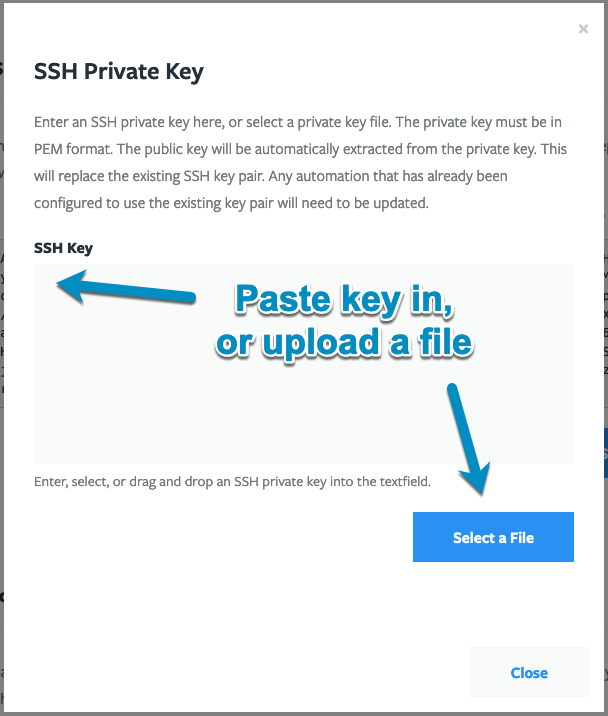 ×
SSH Private Key
Enter an SSH private key here, or select a private key file. The private key must be in
PEM format. The public key will be automatically extracted from the private key. This
will replace the existing SSH key pair. Any automation that has already been
configured to use the existing key pair will need to be updated.
SSH Key
Paste key in,
or upload a file
Enter, select, or drag and drop an SSH private key into the textfield.
Select a File
Close